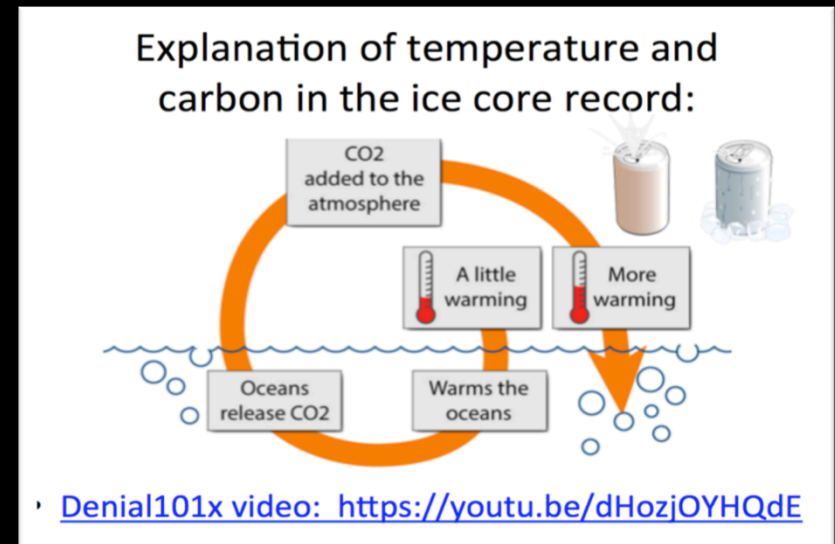 Explanation of temperature and
carbon in the ice core record:
CO2
added to the
atmosphere
A little
warming
More
warming
Oceans
release CO2
Warms the
oceans
Denial101x video: https://youtu.be/dHozjOYHQdE